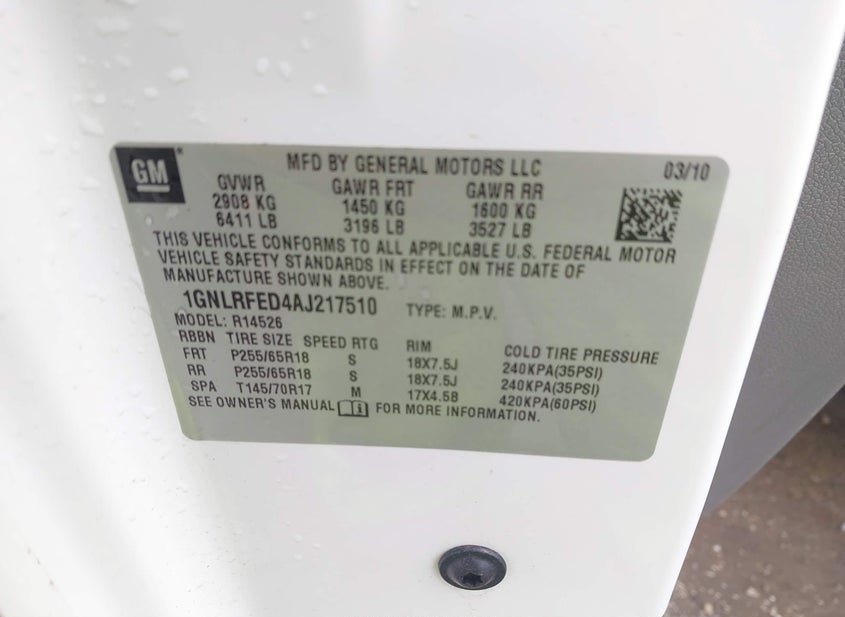 GM MFD BY GENERAL MOTORS LLC 03/10
GVWR GAWR FRT GAWR RR
2908 KG 1450 KG 1600 KG
6411 LB 3196 LB 3527 LB
THIS VEHICLE CONFORMS TO ALL APPLICABLE U.S. FEDERAL MOTOR
VEHICLE SAFETY STANDARDS IN EFFECT ON THE DATE OF
MANUFACTURE SHOWN ABOVE.
1GNLRFED4AJ217510 TYPE: M.P.V.
MODEL: R14526
RBBN TIRE SIZE SPEED RTG RIM COLD TIRE PRESSURE
FRT P255/65R18 S 18X7.5J 240KPA(35PSI)
RR P255/65R18 S 18X7.5J 240KPA(35PSI)
SPA T145/70R17 M 17X4.5B 420KPA(60PSI)
SEE OWNER'S MANUAL FOR MORE INFORMATION.